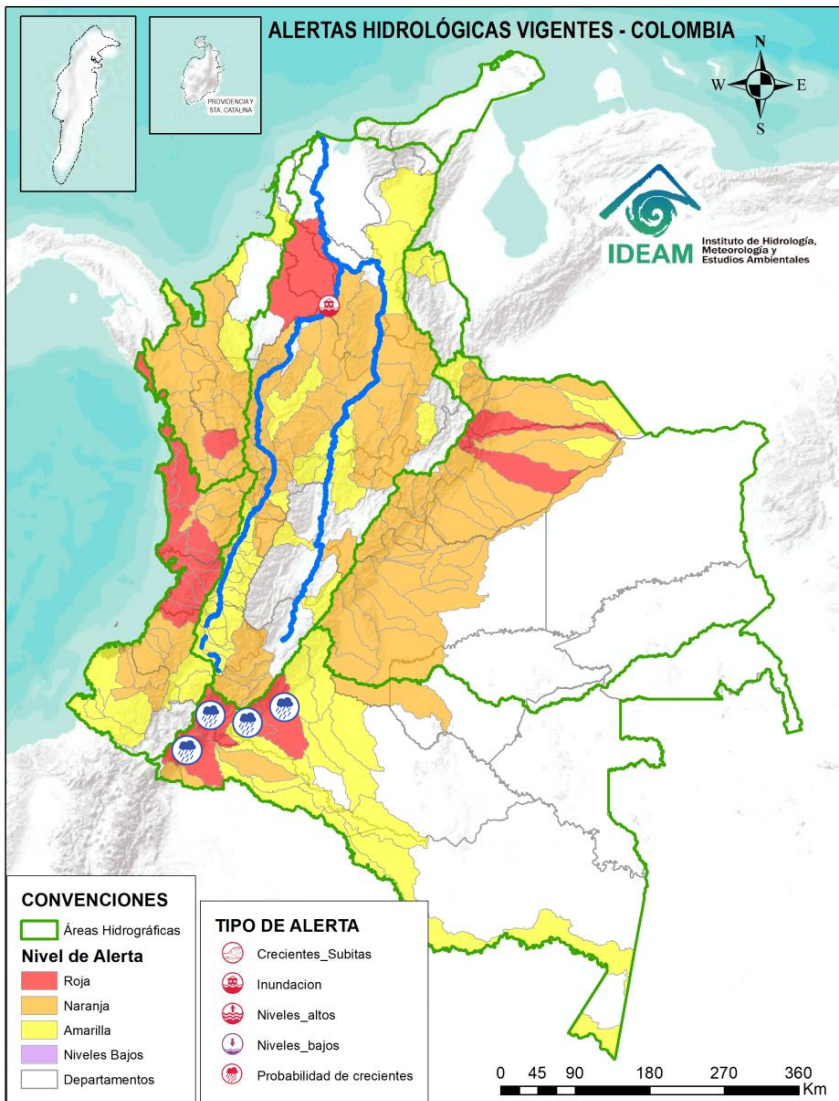 ALERTAS HIDROLÓGICAS VIGENTES - COLOMBIA
PROVIDENCIA Y
STA. CATALINA
N
W
E
S
IDEAM
Instituto de Hidrología,
Meteorología y
Estudios Ambientales
CONVENCIONES
Áreas Hidrográficas
Nivel de Alerta
Roja
Naranja
Amarilla
Niveles Bajos
Departamentos
TIPO DE ALERTA
Crecientes_Subitas
Inundacion
Niveles_altos
Niveles_bajos
Probabilidad de crecientes
0 45 90 180 270 360
Km